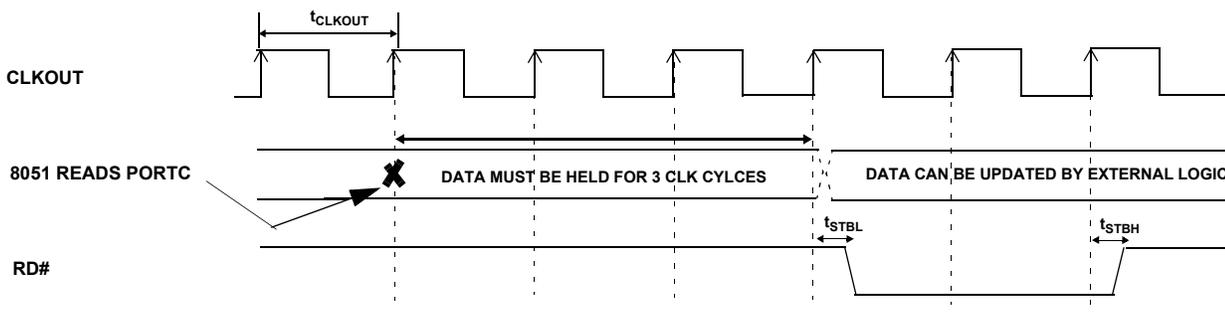 tCLKOUT
CLKOUT
8051 READS PORTC
DATA MUST BE HELD FOR 3 CLK CYLCES
DATA CAN BE UPDATED BY EXTERNAL LOGIC
tSTBL
tSTBH
RD#